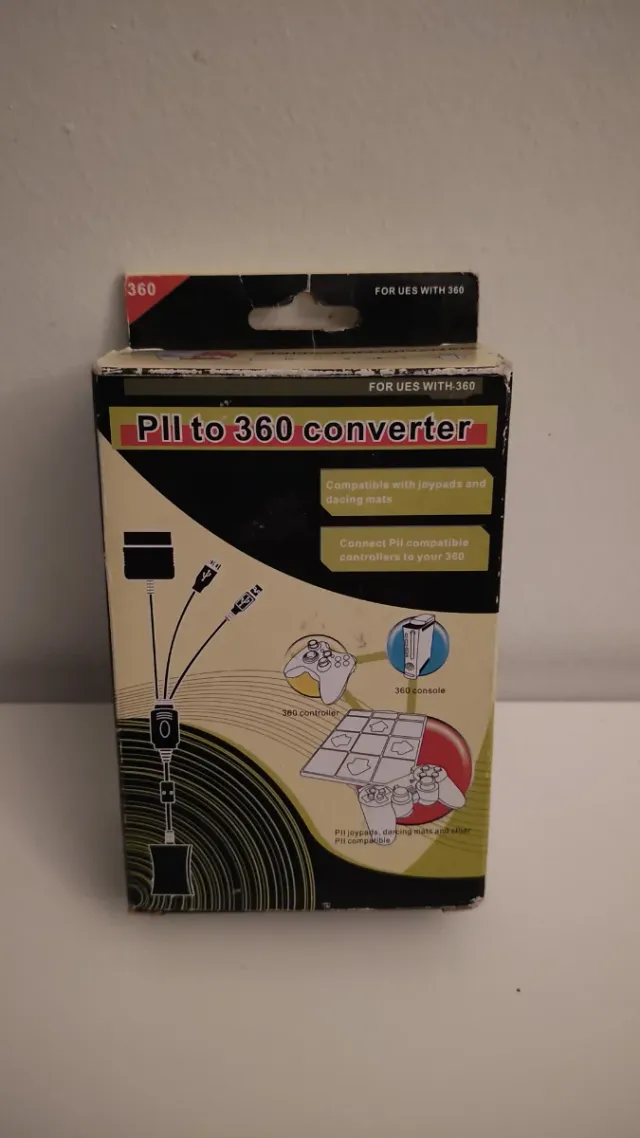 360
FOR UES WITH 360
FOR UES WITH 360
PII to 360 converter
Compatible with joypads and
dacing mats
Connect PII compatible
controllers to your 360
360 console
360 controller
PII joypads, dancing mats and other
PII compatible